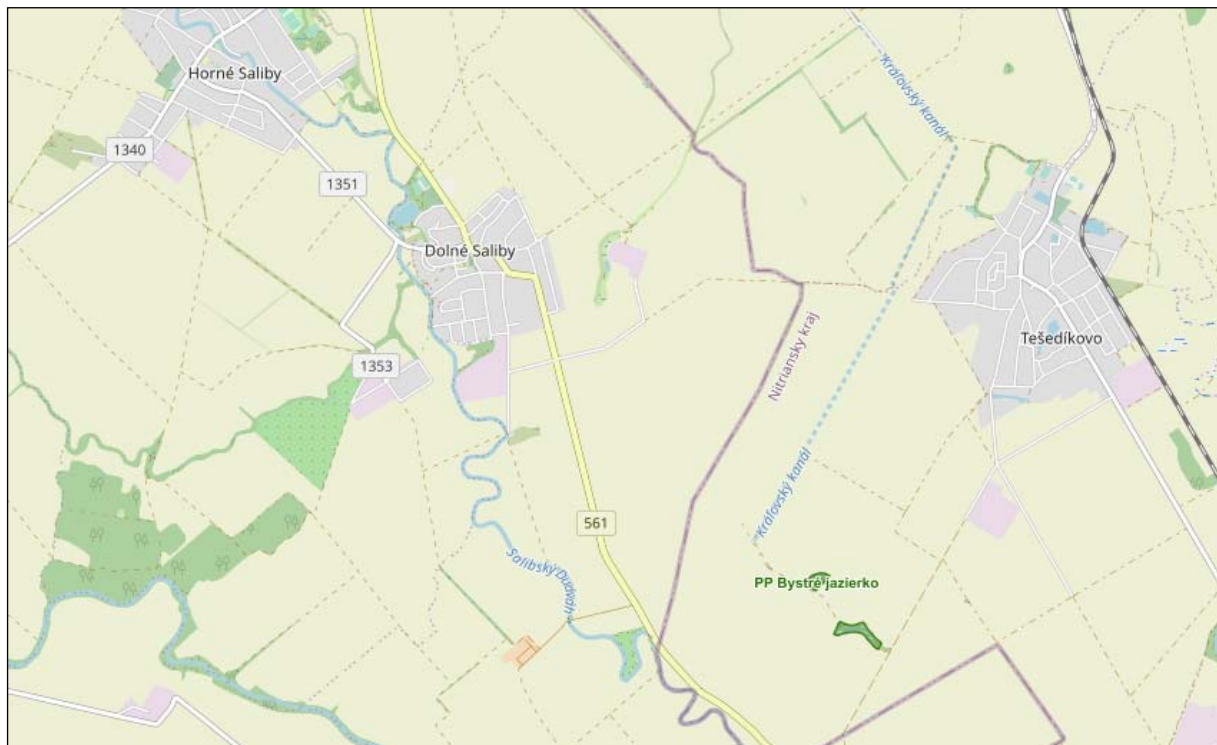 Horné Saliby
Kráľovský kanál
1340
1351
Dolné Saliby
Tešedíkovo
1353
Nitriansky kraj
Kráľovský kanál
561
Salibský Dudváh
PP Bystré jazierko